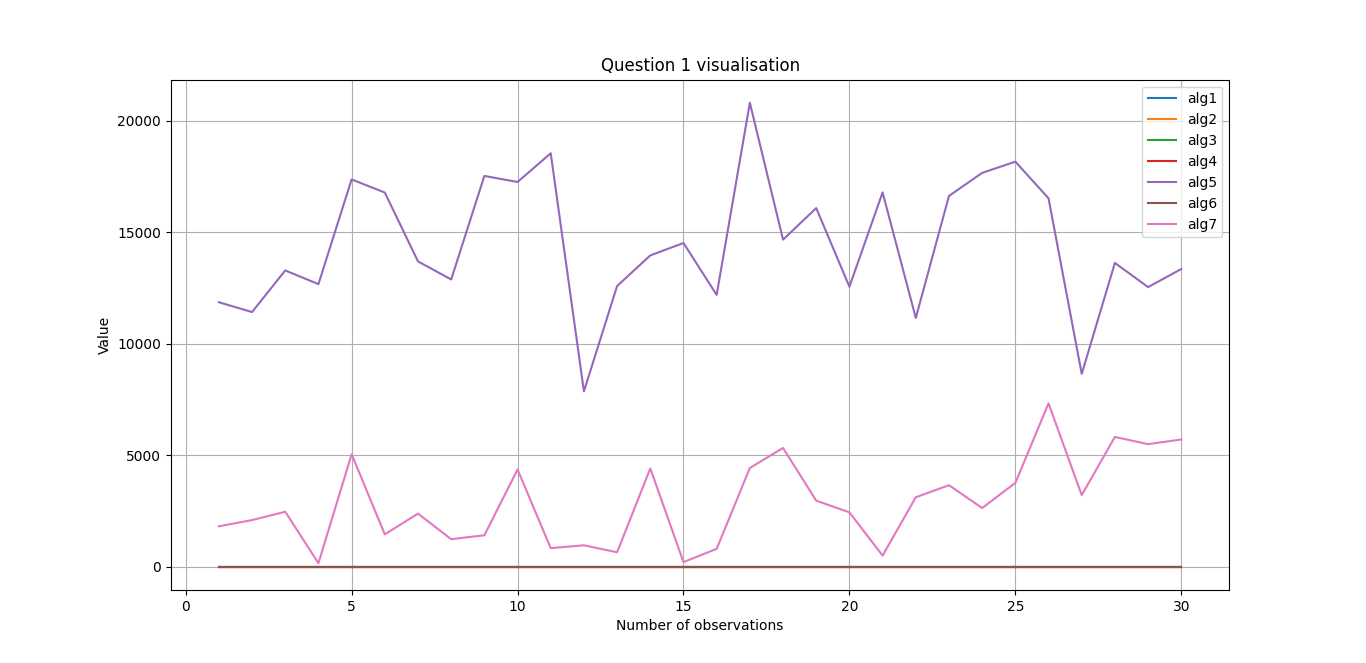 Question 1 visualisation
20000
15000
10000
5000
0
Value
0 5 10 15 20 25 30
Number of observations
alg1
alg2
alg3
alg4
alg5
alg6
alg7